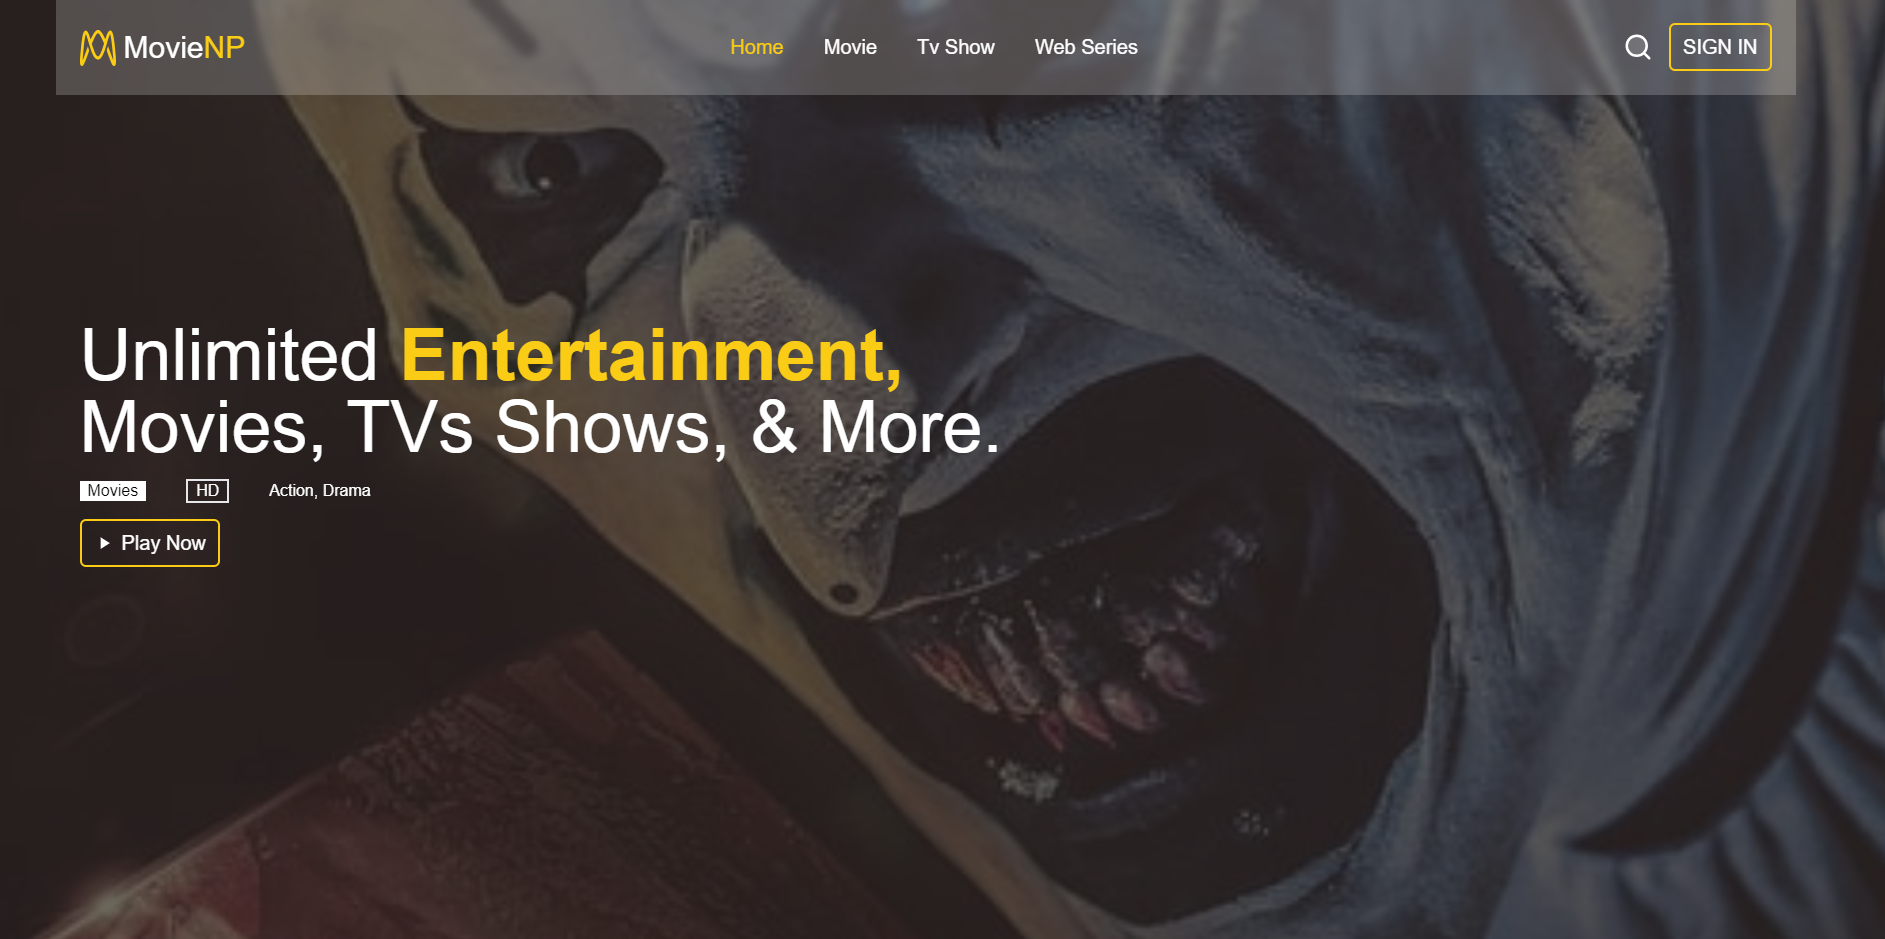 MovieNP
Home
Movie
Tv Show
Web Series
SIGN IN
Unlimited Entertainment,
Movies, TVs Shows, & More.
Movies
HD
Action, Drama
Play Now